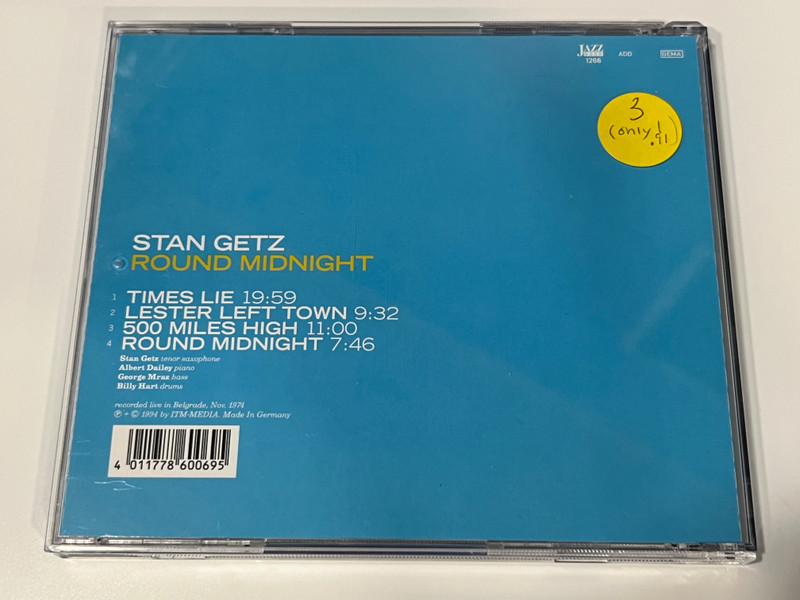 JAZZ
1266
ADD
GEMA
3
(only 1
.91)
STAN GETZ
ROUND MIDNIGHT
1 TIMES LIE 19:59
2 LESTER LEFT TOWN 9:32
3 500 MILES HIGH 11:00
4 ROUND MIDNIGHT 7:46
Stan Getz tenor saxophone
Albert Dailey piano
George Mraz bass
Billy Hart drums
recorded live in Belgrade, Nov. 1974
℗ + © 1994 by ITM-MEDIA. Made In Germany
4 011778 600695